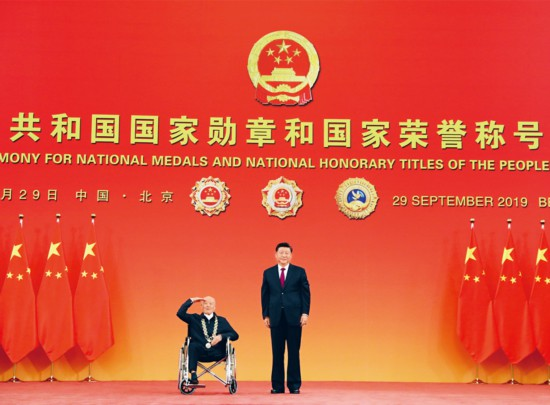 共和国国家勋章和国家荣誉称号
MONY FOR NATIONAL MEDALS AND NATIONAL HONORARY TITLES OF THE PEOPLE
月29日 中国·北京
29 SEPTEMBER 2019 BE